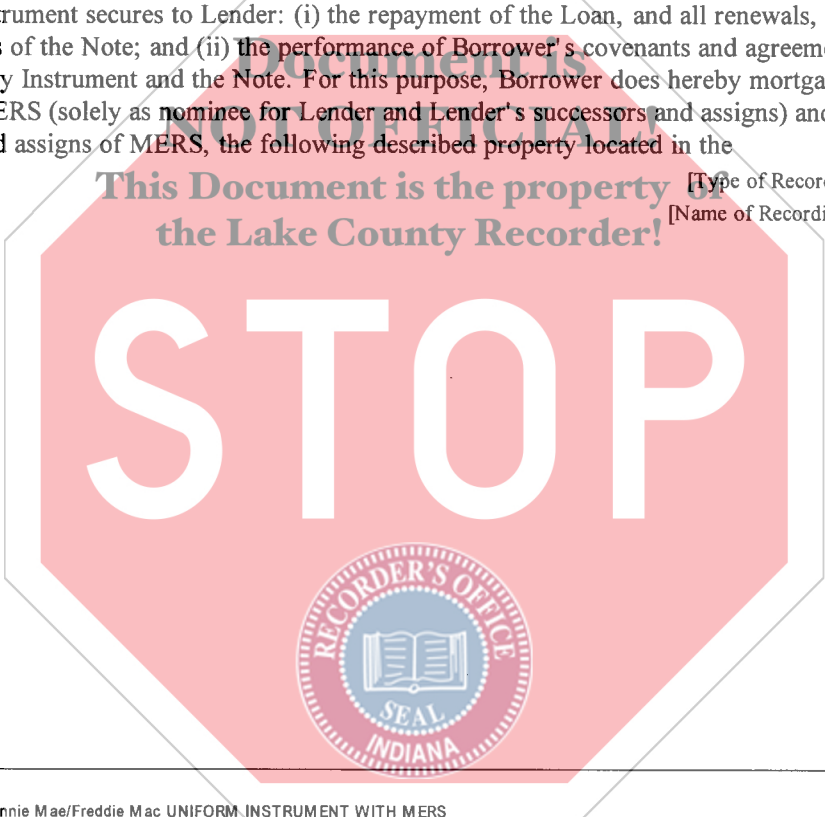 rument secures to Lender: (i) the repayment of the Loan, and all renewals,
of the Note; and (ii) the performance of Borrower's covenants and agreem
y Instrument and the Note. For this purpose, Borrower does hereby mortga
ERS (solely as nominee for Lender and Lender's successors and assigns) and
assigns of MERS, the following described property located in the
Document is
NOT OFFICIAL!
This Document is the property of
the Lake County Recorder!
[Type of Recor
[Name of Recordi
STOP
RECORDER'S OFFICE
SEAL
INDIANA
nnie Mae/Freddie Mac UNIFORM INSTRUMENT WITH MERS